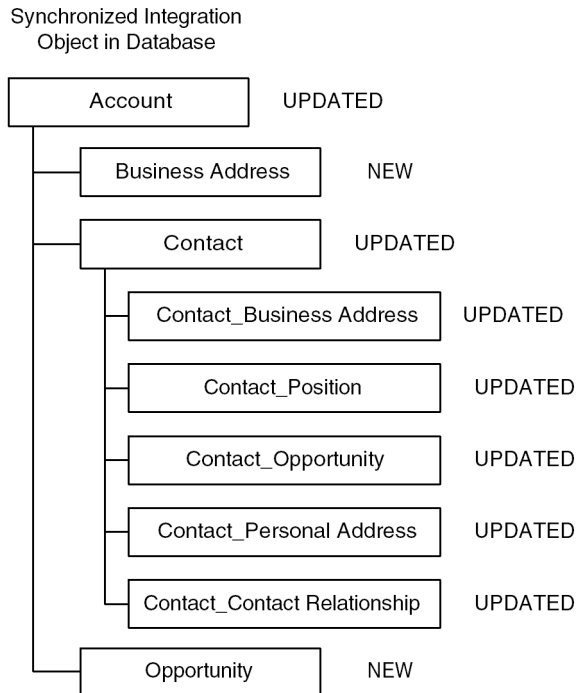 Synchronized Integration
Object in Database
Account UPDATED
Business Address NEW
Contact UPDATED
Contact_Business Address UPDATED
Contact_Position UPDATED
Contact_Opportunity UPDATED
Contact_Personal Address UPDATED
Contact_Contact Relationship UPDATED
Opportunity NEW